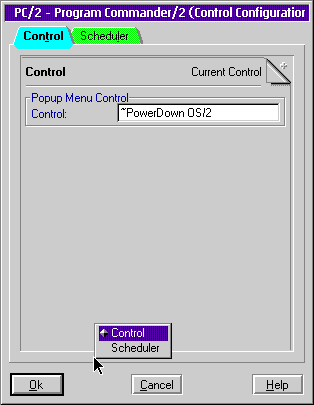 PC/2 - Program Commander/2 (Control Configuration
Control Scheduler
Control Current Control
Popup Menu Control
Control: ~PowerDown OS/2
Control
Scheduler
Ok Cancel Help